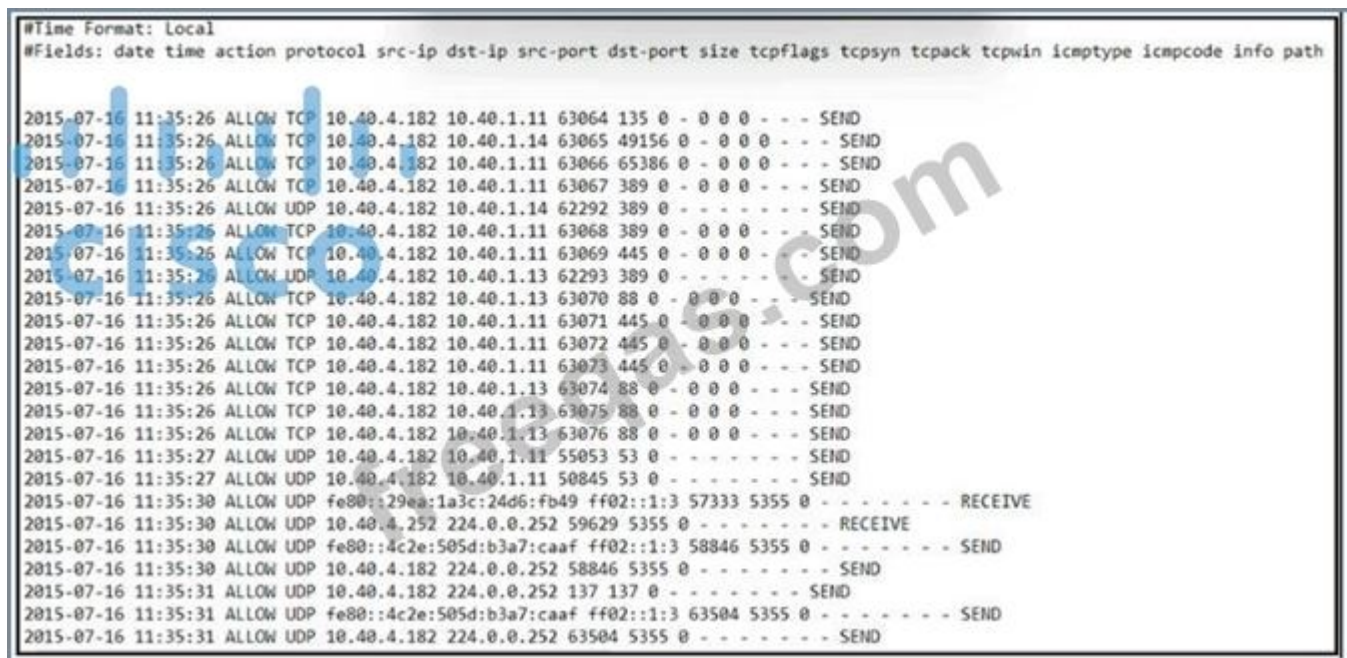 #Time Format: Local
#Fields: date time action protocol src-ip dst-ip src-port dst-port size tcpflags tcpsyn tcpack tcpwin icmptype icmpcode info path
2015-07-16 11:35:26 ALLOW TCP 10.40.4.182 10.40.1.11 63064 135 0 - 0 0 0 - - - SEND
2015-07-16 11:35:26 ALLOW TCP 10.40.4.182 10.40.1.14 63065 49156 0 - 0 0 0 - - - SEND
2015-07-16 11:35:26 ALLOW TCP 10.40.4.182 10.40.1.11 63066 65386 0 - 0 0 0 - - - SEND
2015-07-16 11:35:26 ALLOW TCP 10.40.4.182 10.40.1.11 63067 389 0 - 0 0 0 - - - SEND
2015-07-16 11:35:26 ALLOW UDP 10.40.4.182 10.40.1.14 62292 389 0 - - - - - - - SEND
2015-07-16 11:35:26 ALLOW TCP 10.40.4.182 10.40.1.11 63068 389 0 - 0 0 0 - - - SEND
2015-07-16 11:35:26 ALLOW TCP 10.40.4.182 10.40.1.11 63069 445 0 - 0 0 0 - - - SEND
2015-07-16 11:35:26 ALLOW UDP 10.40.4.182 10.40.1.13 62293 389 0 - - - - - - - SEND
2015-07-16 11:35:26 ALLOW TCP 10.40.4.182 10.40.1.13 63070 88 0 - 0 0 0 - - - SEND
2015-07-16 11:35:26 ALLOW TCP 10.40.4.182 10.40.1.11 63071 445 0 - 0 0 0 - - - SEND
2015-07-16 11:35:26 ALLOW TCP 10.40.4.182 10.40.1.11 63072 445 0 - 0 0 0 - - - SEND
2015-07-16 11:35:26 ALLOW TCP 10.40.4.182 10.40.1.11 63073 445 0 - 0 0 0 - - - SEND
2015-07-16 11:35:26 ALLOW TCP 10.40.4.182 10.40.1.13 63074 88 0 - 0 0 0 - - - SEND
2015-07-16 11:35:26 ALLOW TCP 10.40.4.182 10.40.1.13 63075 88 0 - 0 0 0 - - - SEND
2015-07-16 11:35:26 ALLOW TCP 10.40.4.182 10.40.1.13 63076 88 0 - 0 0 0 - - - SEND
2015-07-16 11:35:27 ALLOW UDP 10.40.4.182 10.40.1.11 55053 53 0 - - - - - - - SEND
2015-07-16 11:35:27 ALLOW UDP 10.40.4.182 10.40.1.11 50845 53 0 - - - - - - - SEND
2015-07-16 11:35:30 ALLOW UDP fe80::29ea:1a3c:24d6:fb49 ff02::1:3 57333 5355 0 - - - - - - - RECEIVE
2015-07-16 11:35:30 ALLOW UDP 10.40.4.252 224.0.0.252 59629 5355 0 - - - - - - - RECEIVE
2015-07-16 11:35:30 ALLOW UDP fe80::4c2e:505d:b3a7:caaf ff02::1:3 58846 5355 0 - - - - - - - SEND
2015-07-16 11:35:30 ALLOW UDP 10.40.4.182 224.0.0.252 58846 5355 0 - - - - - - - SEND
2015-07-16 11:35:31 ALLOW UDP 10.40.4.182 224.0.0.252 137 137 0 - - - - - - - SEND
2015-07-16 11:35:31 ALLOW UDP fe80::4c2e:505d:b3a7:caaf ff02::1:3 63504 5355 0 - - - - - - - SEND
2015-07-16 11:35:31 ALLOW UDP 10.40.4.182 224.0.0.252 63504 5355 0 - - - - - - - SEND
CISCO
freeqas.com